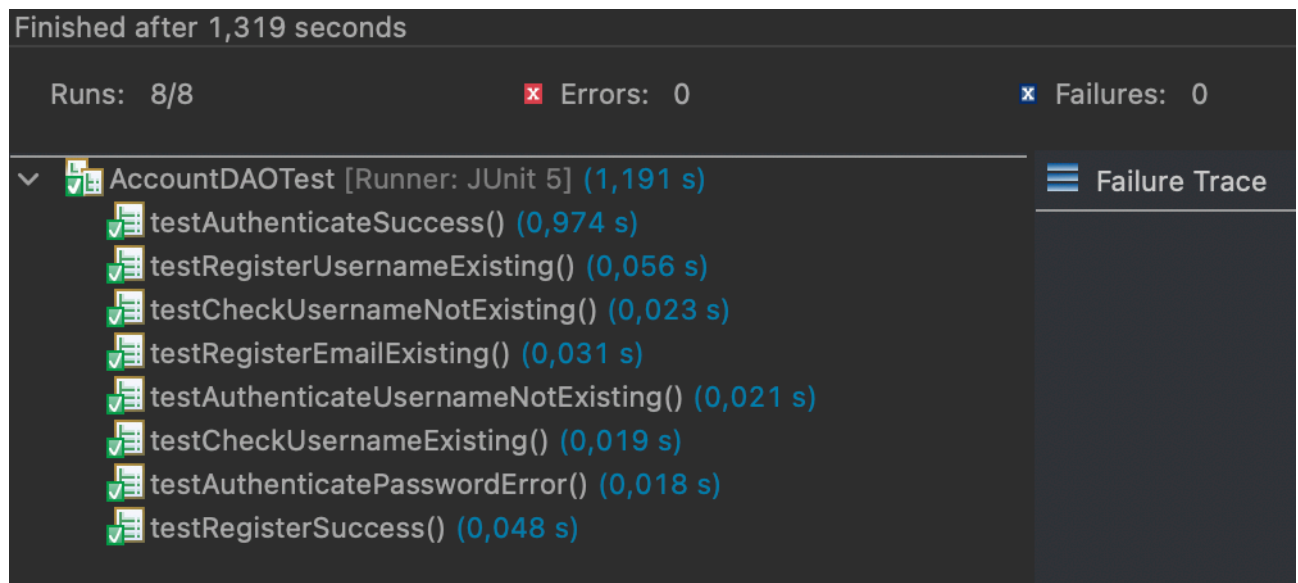 Finished after 1,319 seconds
Runs: 8/8 Errors: 0 Failures: 0
AccountDAOTest [Runner: JUnit 5] (1,191 s)
Failure Trace
testAuthenticateSuccess() (0,974 s)
testRegisterUsernameExisting() (0,056 s)
testCheckUsernameNotExisting() (0,023 s)
testRegisterEmailExisting() (0,031 s)
testAuthenticateUsernameNotExisting() (0,021 s)
testCheckUsernameExisting() (0,019 s)
testAuthenticatePasswordError() (0,018 s)
testRegisterSuccess() (0,048 s)